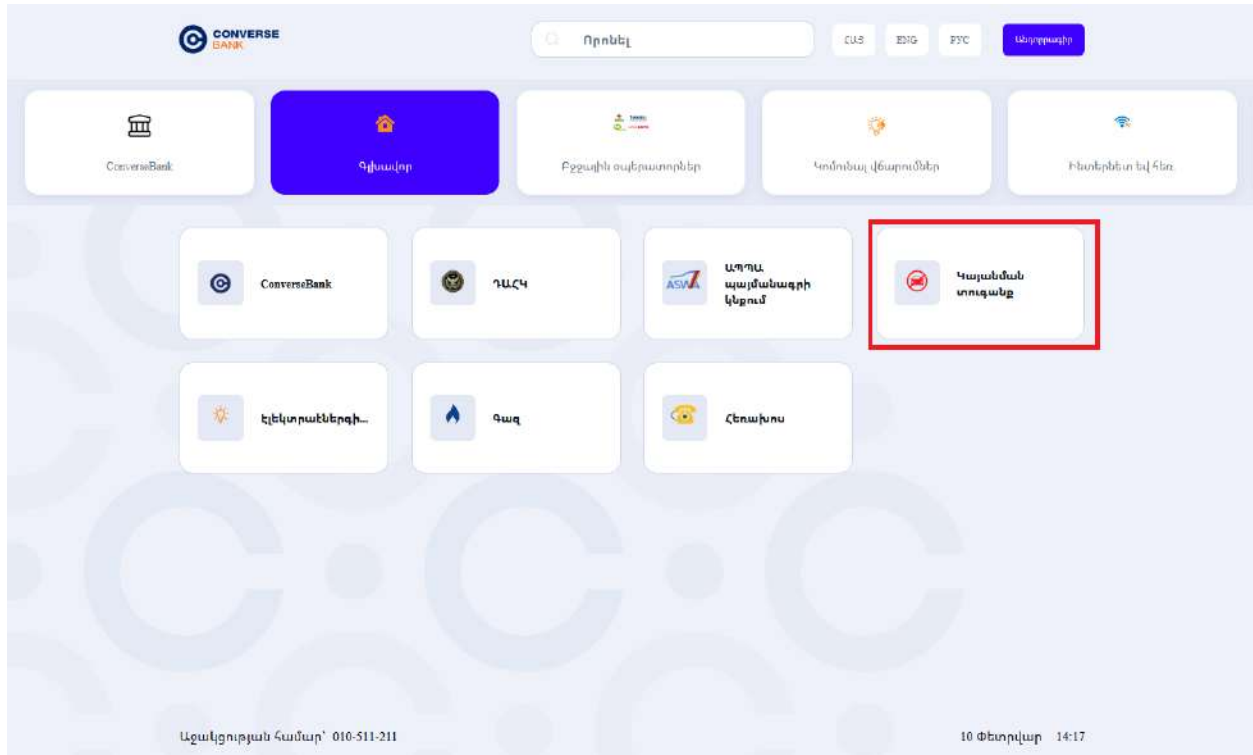 CONVERSE
BANK
Որոնել
ՀԱՅ
ENG
РУС
Անդորրագիր
ConverseBank
Գլխավոր
Բջջային օպերատորներ
Կոմունալ վճարումներ
Ինտերնետ եվ հեռ.
ConverseBank
ԴԱՀԿ
ASWA
ԱՊՊԱ
պայմանագրի
կնքում
Կայանման
տուգանք
Էլեկտրաէներգի...
Գազ
Հեռախոս
Աջակցության համար՝ 010-511-211
10 Փետրվար 14:17